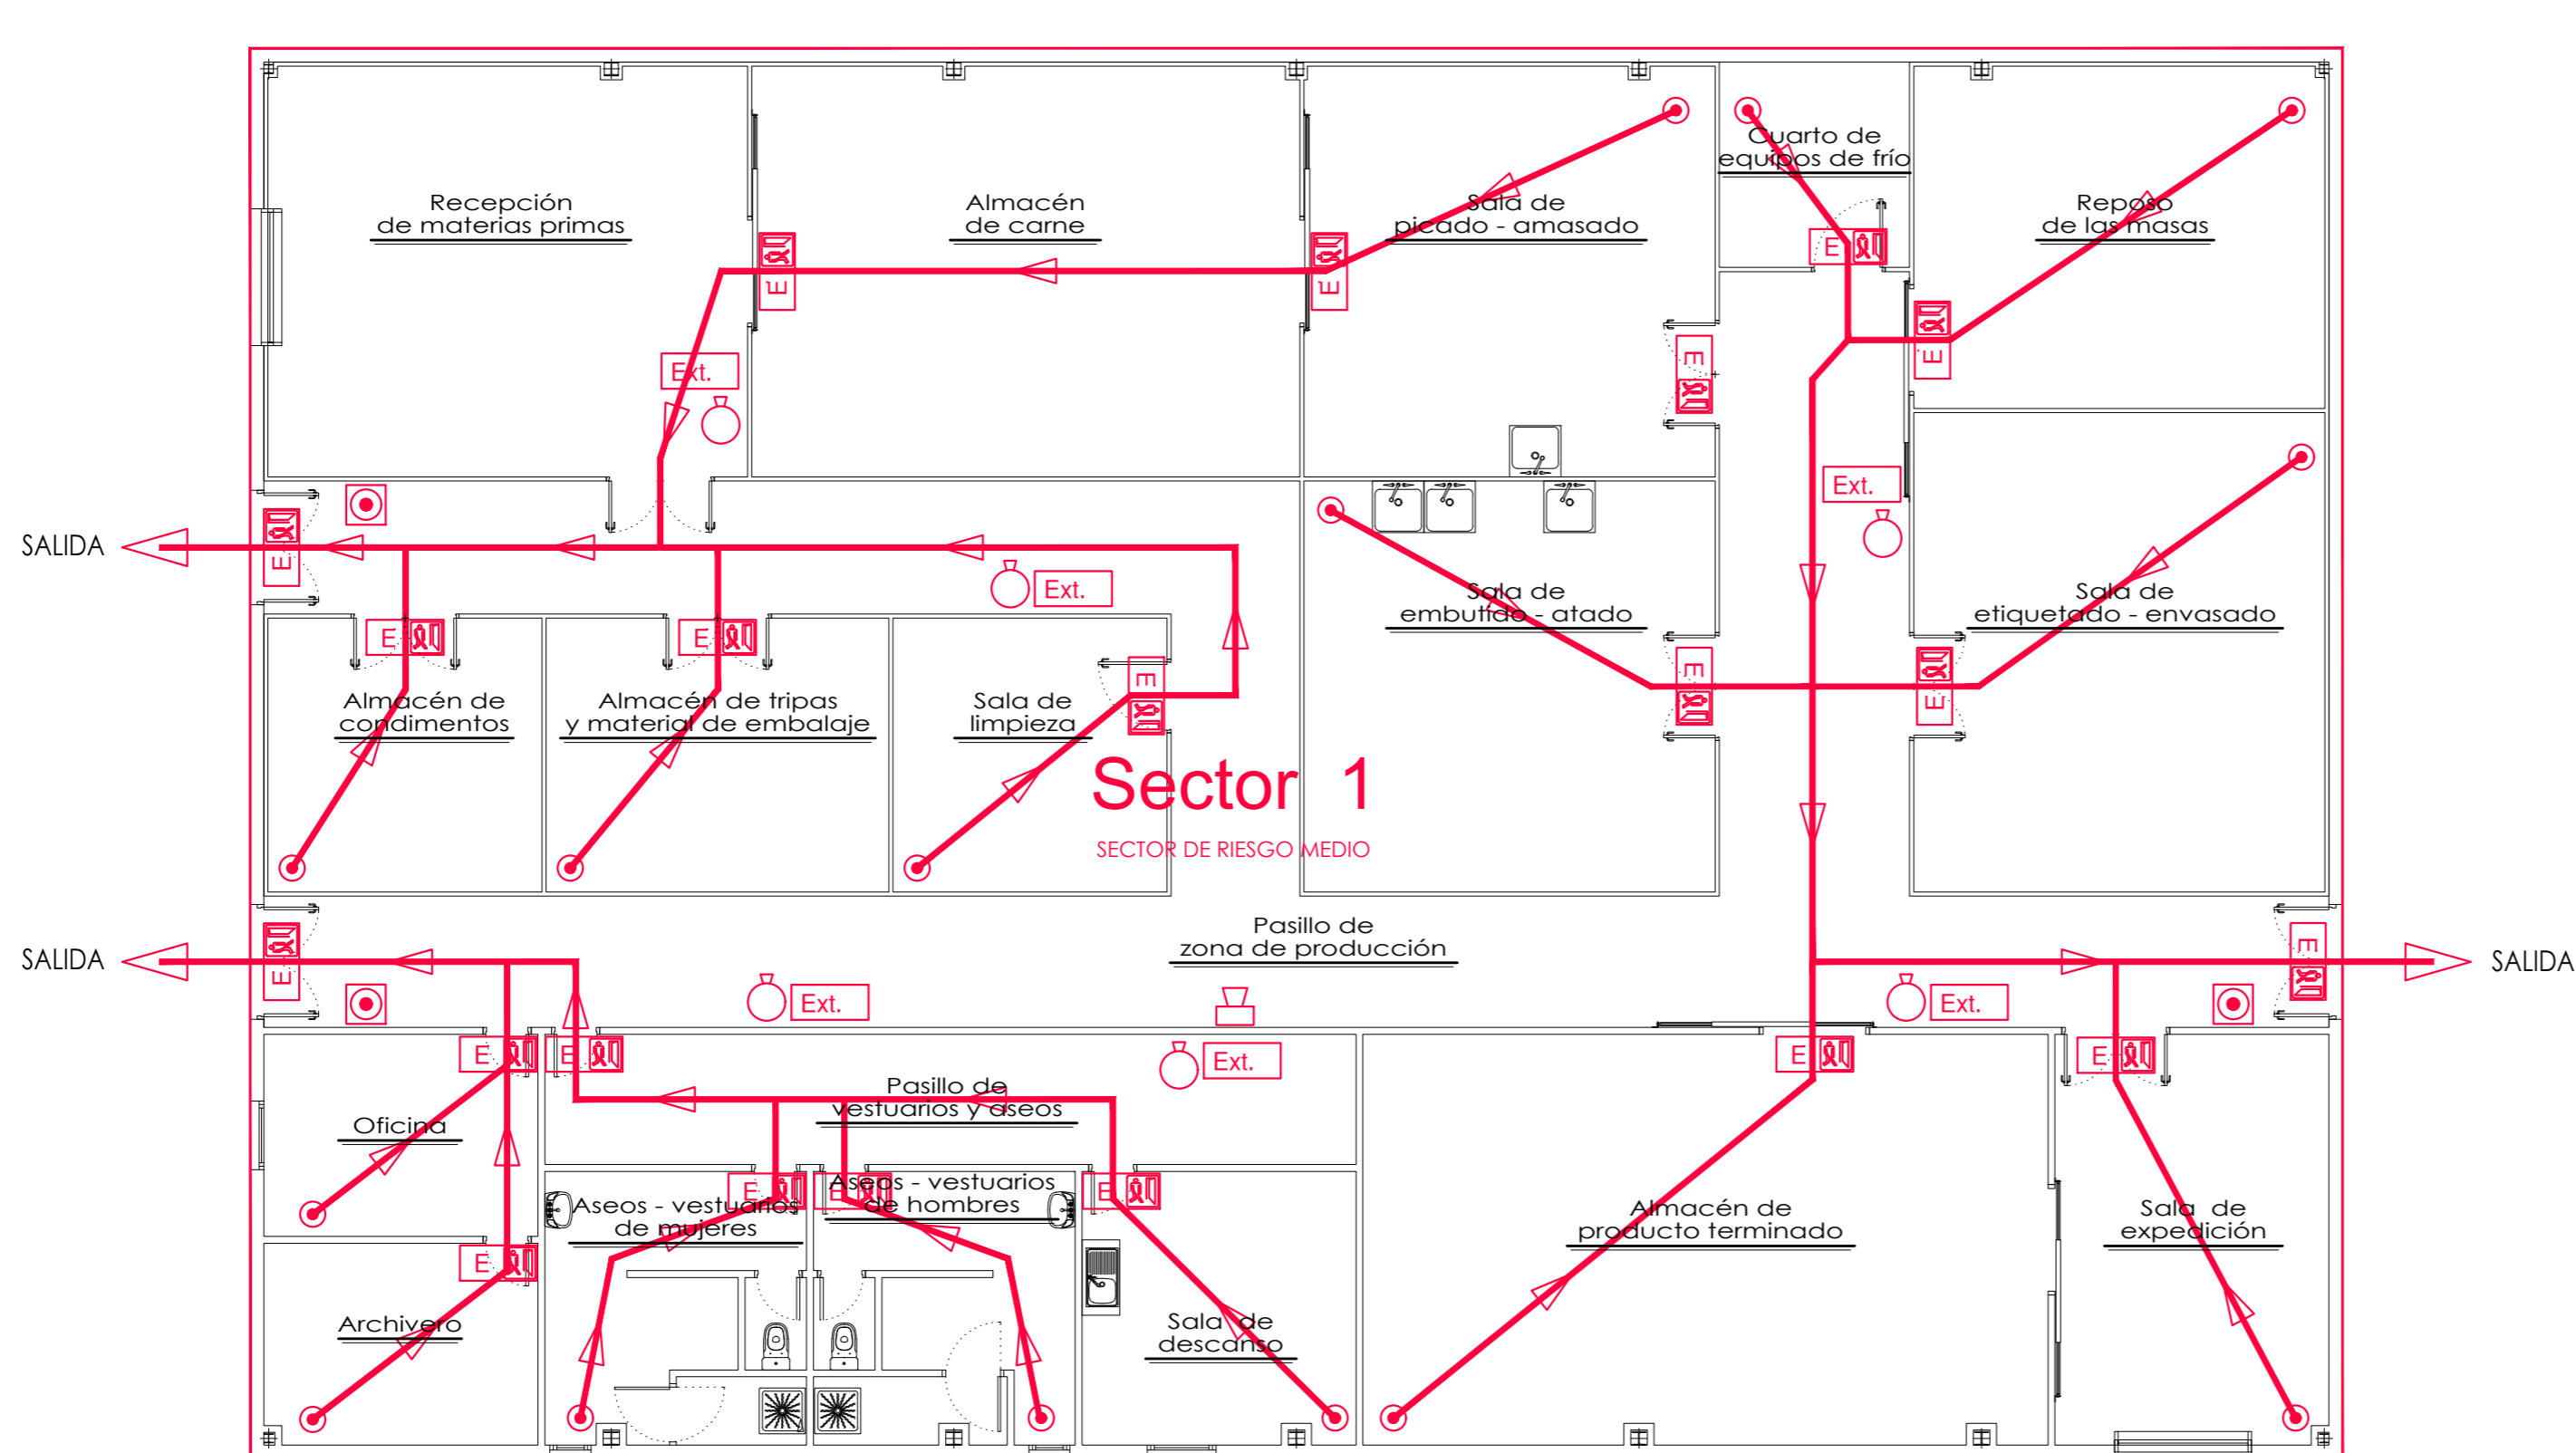 Cuarto de
equipos de frío
Recepción
de materias primas
Almacén
de carne
Sala de
picado - amasado
Reposo
de las masas
E
E
E
E
E
Ext.
Ext.
SALIDA
E
Ext.
Sala de
embutido - atado
Sala de
etiquetado - envasado
E
E
E
E
E
Almacén de
condimentos
Almacén de tripas
y material de embalaje
Sala de
limpieza
Sector 1
SECTOR DE RIESGO MEDIO
Pasillo de
zona de producción
SALIDA
E
E
SALIDA
Ext.
Ext.
Ext.
E
E
E
E
Pasillo de
vestuarios y aseos
Oficina
E
E
E
Aseos - vestuarios
de mujeres
Aseos - vestuarios
de hombres
Almacén de
producto terminado
Sala de
expedición
E
Archivero
Sala de
descanso